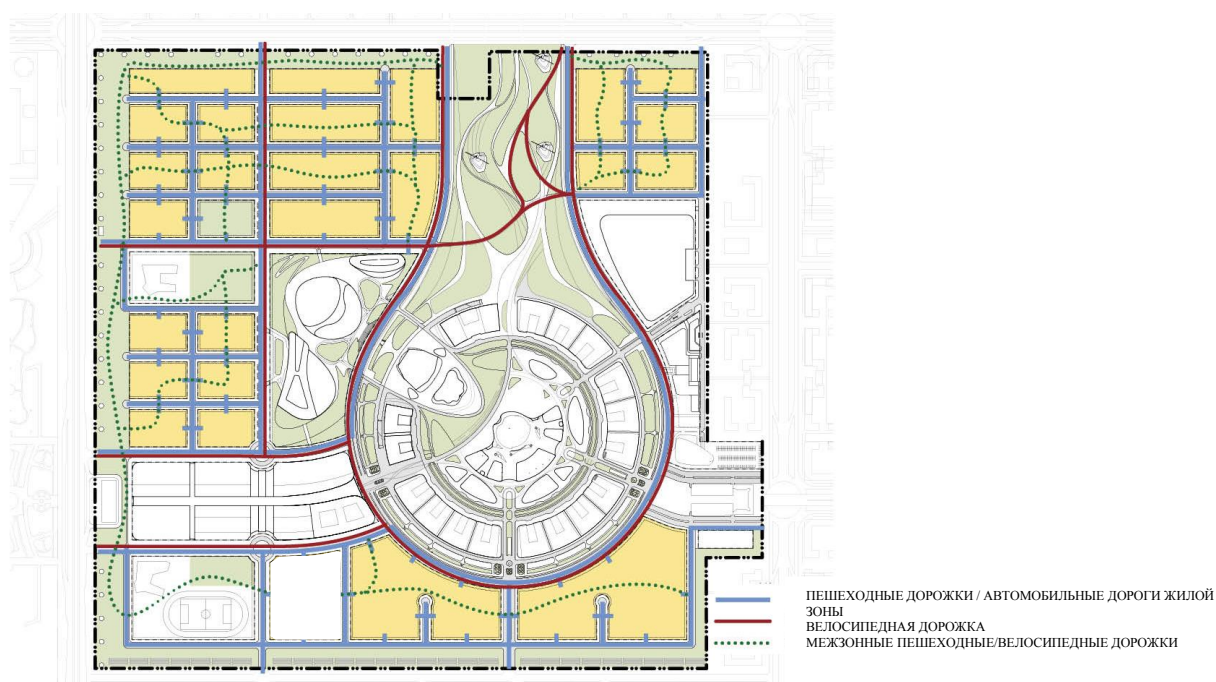 ПЕШЕХОДНЫЕ ДОРОЖКИ / АВТОМОБИЛЬНЫЕ ДОРОГИ ЖИЛОЙ
ЗОНЫ
ВЕЛОСИПЕДНАЯ ДОРОЖКА
МЕЖЗОННЫЕ ПЕШЕХОДНЫЕ/ВЕЛОСИПЕДНЫЕ ДОРОЖКИ